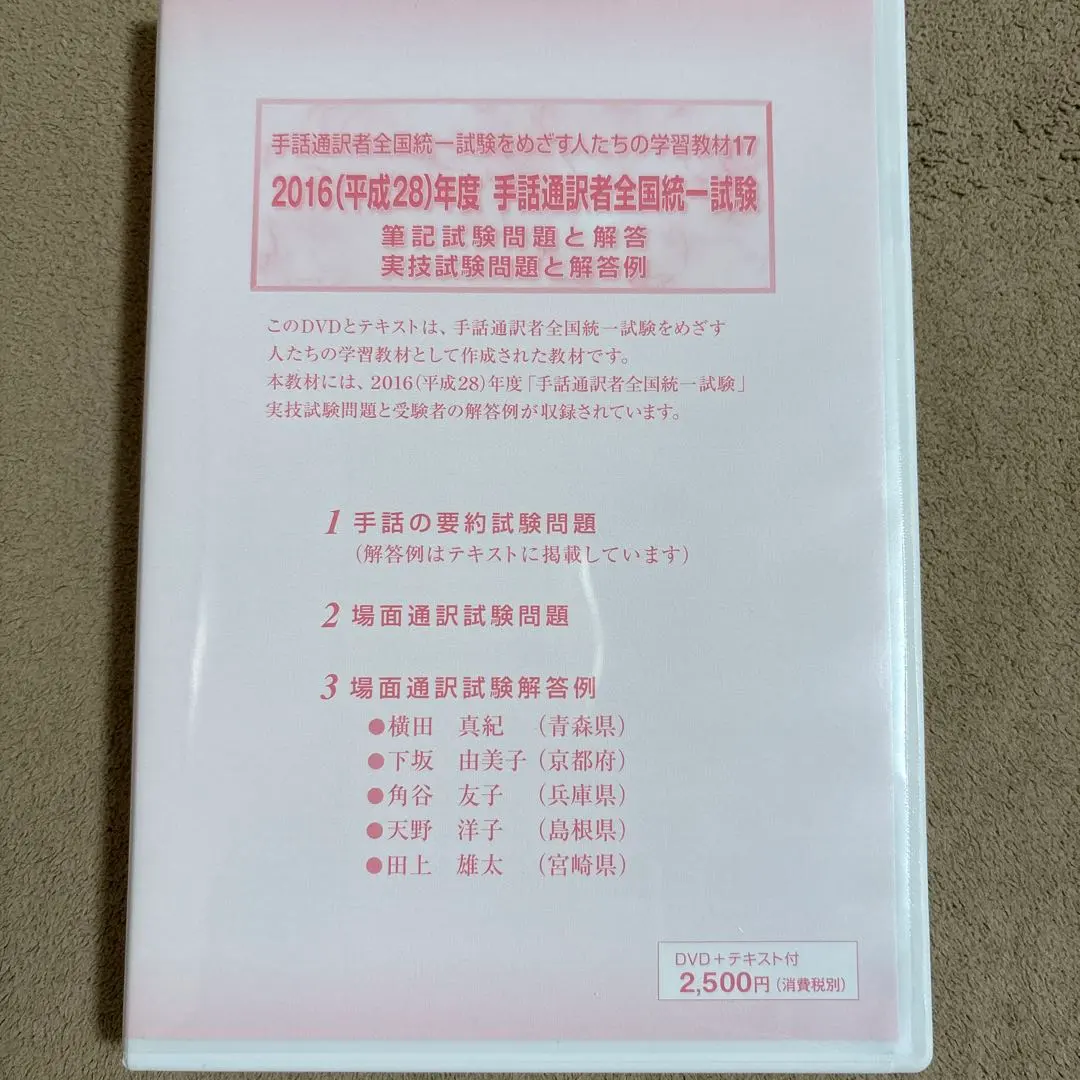 手話通訳者全国統一試験をめざす人たちの学習教材17
2016(平成28)年度 手話通訳者全国統一試験
筆記試験問題と解答
実技試験問題と解答例
このDVDとテキストは、手話通訳者全国統一試験をめざす
人たちの学習教材として作成された教材です。
本教材には、2016(平成28)年度「手話通訳者全国統一試験」
実技試験問題と受験者の解答例が収録されています。
1 手話の要約試験問題
(解答例はテキストに掲載しています)
2 場面通訳試験問題
3 場面通訳試験解答例
●横田 真紀 (青森県)
●下坂 由美子 (京都府)
●角谷 友子 (兵庫県)
●天野 洋子 (島根県)
●田上 雄太 (宮崎県)
DVD+テキスト付
2,500円(消費税別)